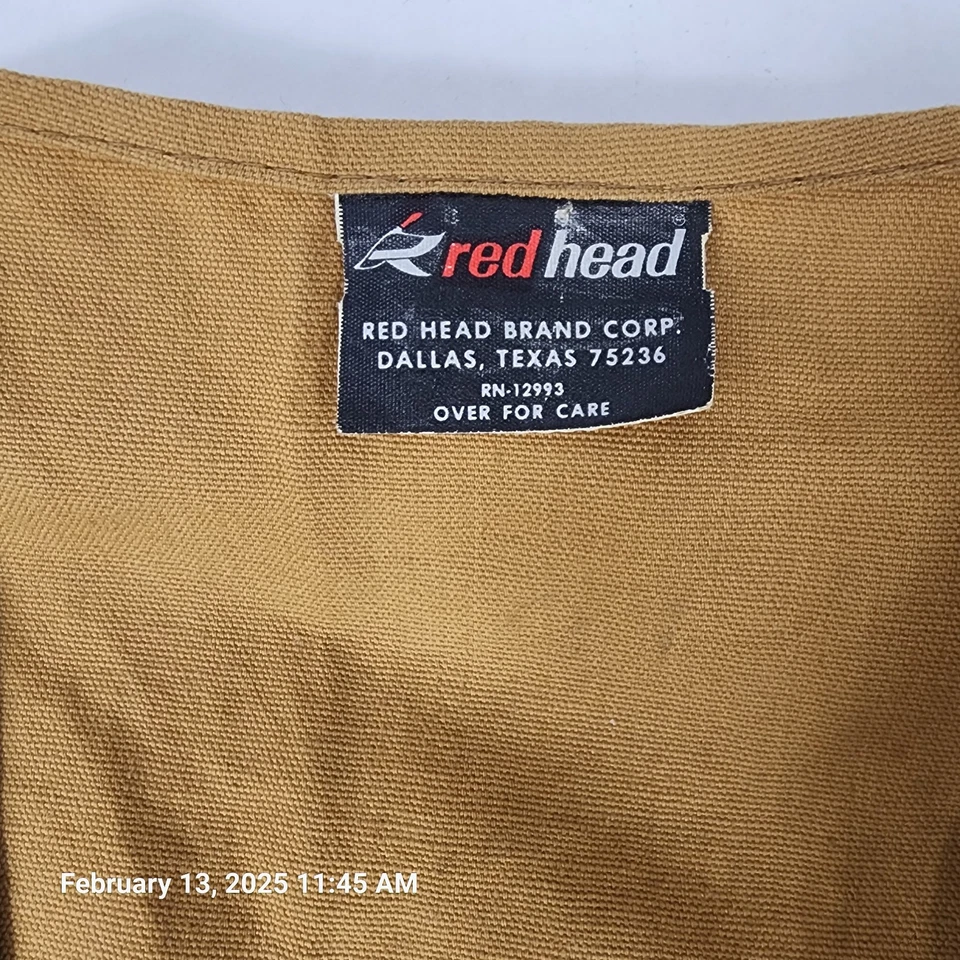 red head ®
RED HEAD BRAND CORP.
DALLAS, TEXAS 75236
RN-12993
OVER FOR CARE
February 13, 2025 11:45 AM